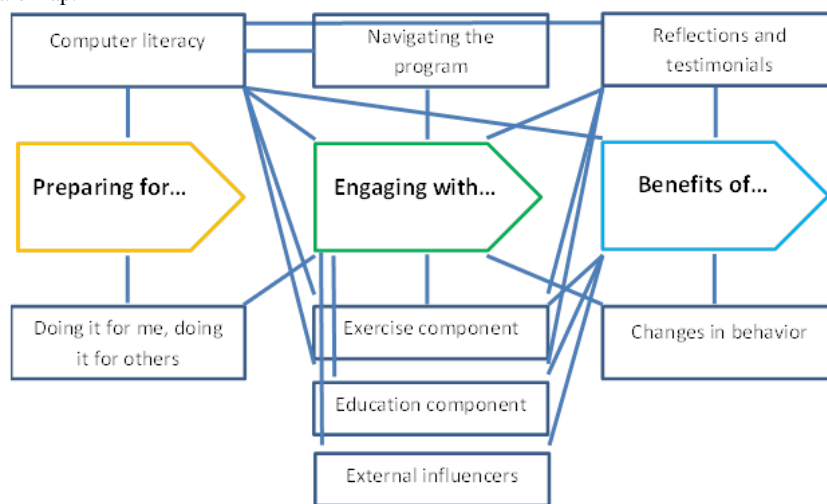 Computer literacy
Navigating the
program
Reflections and
testimonials
Preparing for...
Engaging with...
Benefits of...
Doing it for me, doing
it for others
Exercise component
Changes in behavior
Education component
External influencers